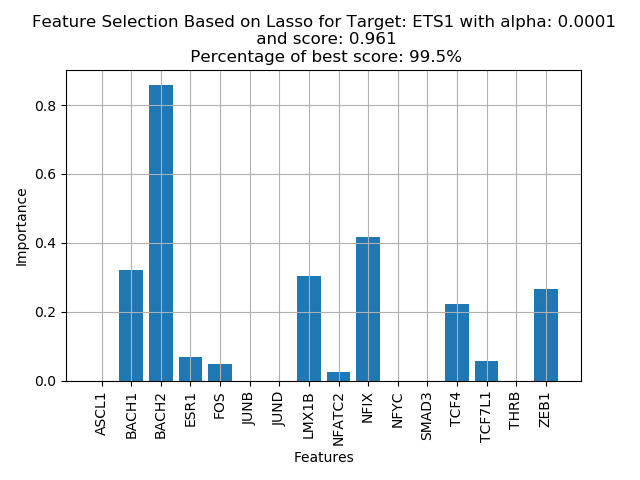 Feature Selection Based on Lasso for Target: ETS1 with alpha: 0.0001
and score: 0.961
Percentage of best score: 99.5%
Importance
0.8
0.6
0.4
0.2
0.0
ASCL1
BACH1
BACH2
ESR1
FOS
JUNB
JUND
LMX1B
NFATC2
NFIX
NFYC
SMAD3
TCF4
TCF7L1
THRB
ZEB1
Features